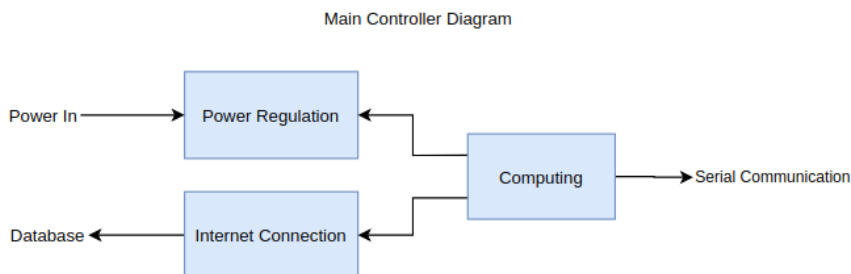 Main Controller Diagram
Power In
Power Regulation
Computing
Serial Communication
Database
Internet Connection